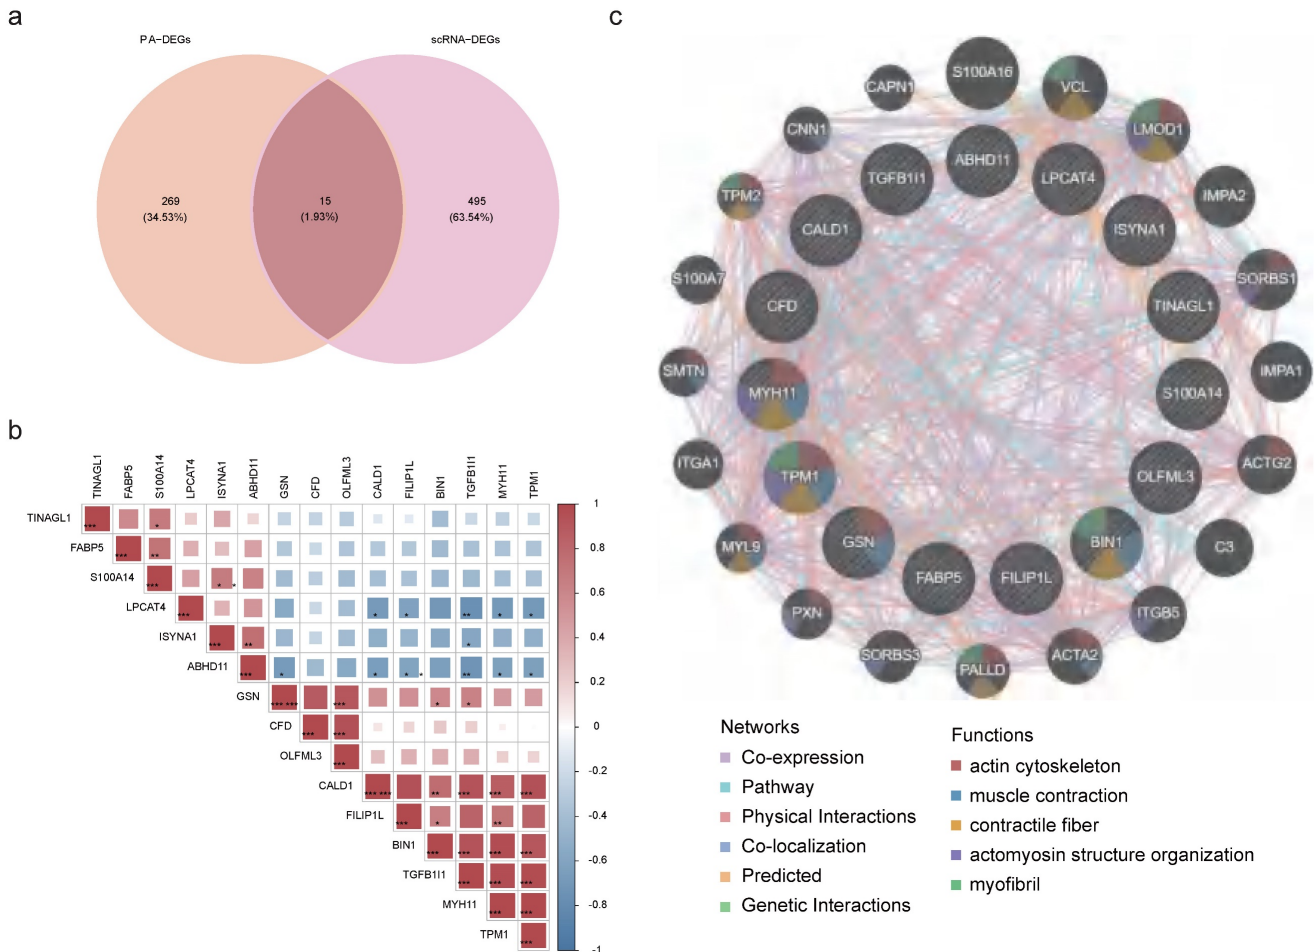 a
PA-DEGs
scRNA-DEGs
269
(34.53%)
15
(1.93%)
495
(63.54%)
b
TINAGL1
FABP5
S100A14
LPCAT4
ISYNA1
ABHD11
GSN
CFD
OLFML3
CALD1
FILIP1L
BIN1
TGFB1I1
MYH11
TPM1
TINAGL1
***
*
FABP5
***
**
S100A14
***
*
*
LPCAT4
***
*
*
**
*
*
ISYNA1
***
**
*
ABHD11
***
*
*
*
*
**
*
*
GSN
***
***
***
*
*
CFD
***
***
OLFML3
***
CALD1
***
***
**
***
***
***
FILIP1L
***
*
**
BIN1
***
***
***
***
TGFB1I1
***
***
***
MYH11
***
***
TPM1
***
1
0.8
0.6
0.4
0.2
0
-0.2
-0.4
-0.6
-0.8
-1
c
S100A16
CAPN1
VCL
CNN1
LMOD1
ABHD11
TGFB1I1
LPCAT4
TPM2
IMPA2
CALD1
ISYNA1
S100A7
SORBS1
CFD
TINAGL1
SMTN
IMPA1
MYH11
S100A14
ITGA1
ACTG2
TPM1
OLFML3
MYL9
GSN
BIN1
C3
FABP5
FILIP1L
PXN
ITGB5
SORBS3
PALLD
ACTA2
Networks
Co-expression
Pathway
Physical Interactions
Co-localization
Predicted
Genetic Interactions
Functions
actin cytoskeleton
muscle contraction
contractile fiber
actomyosin structure organization
myofibril